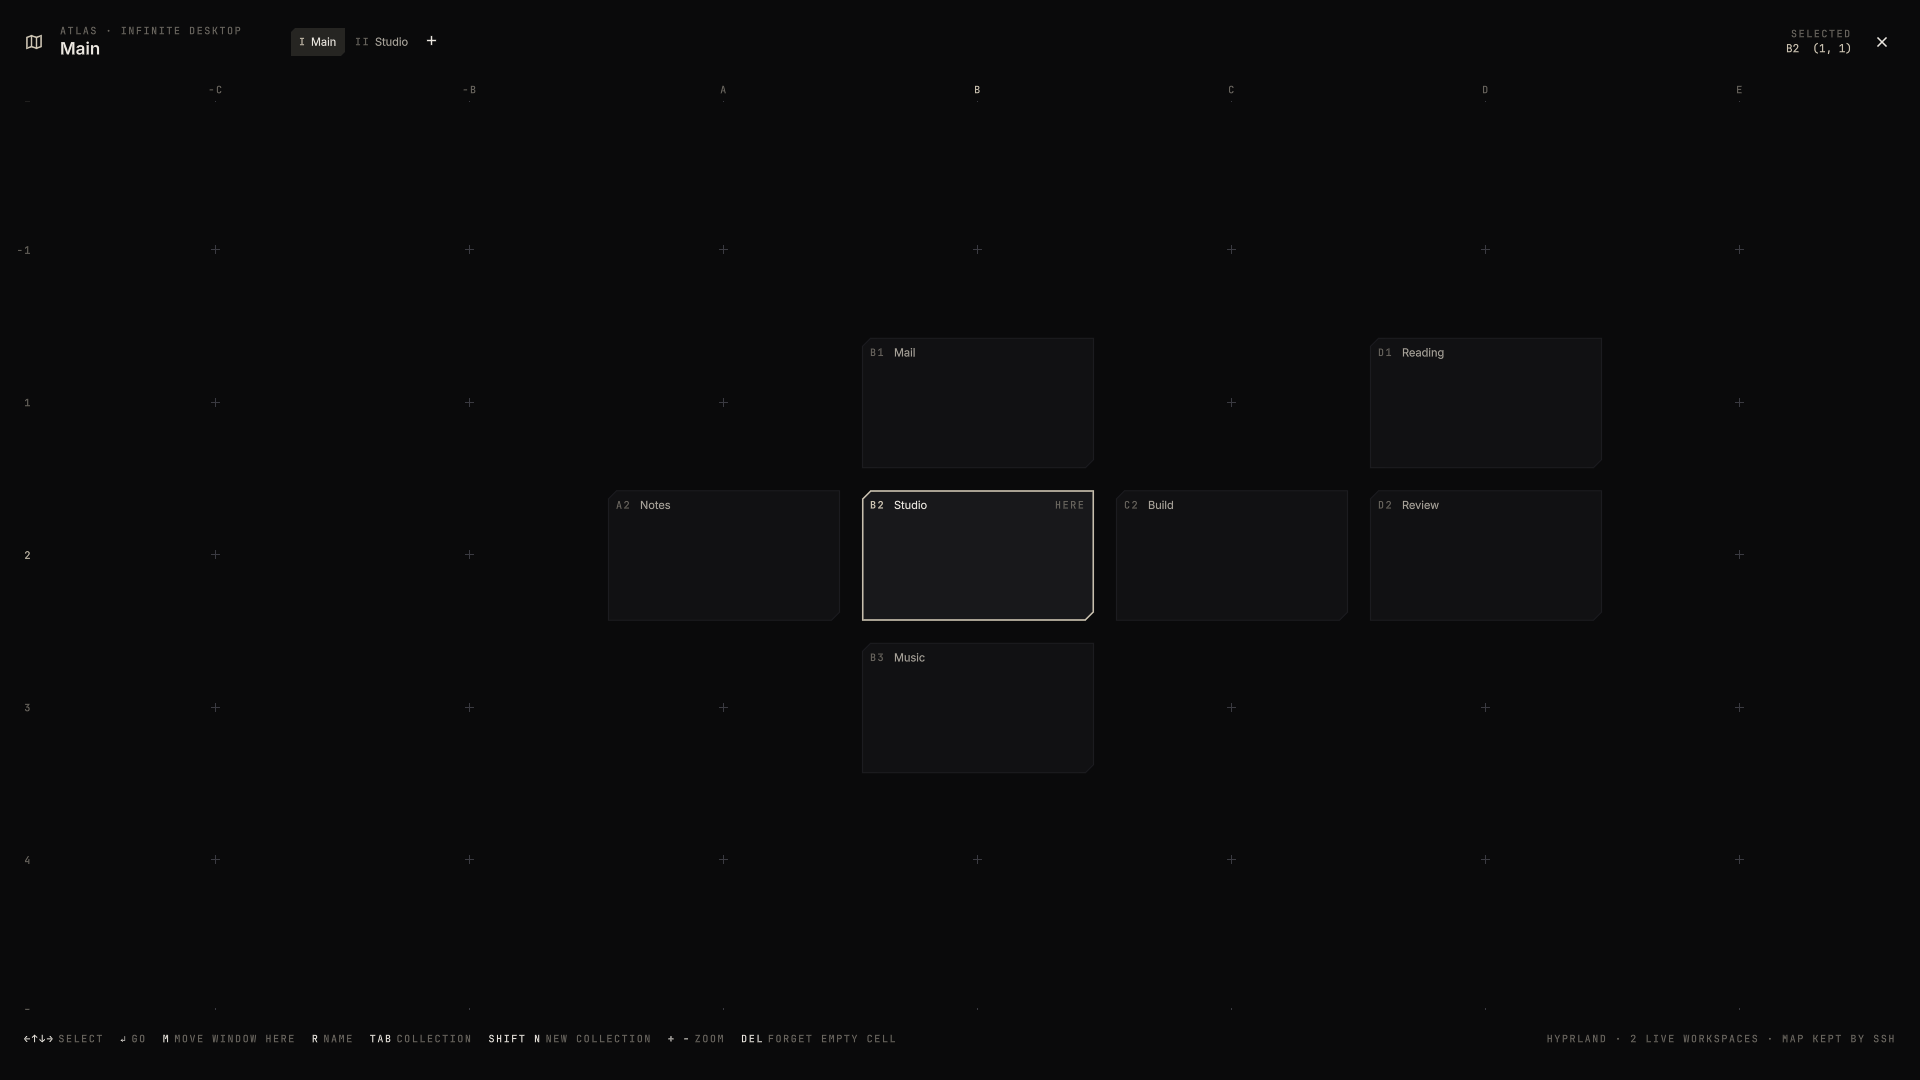 ATLAS · INFINITE DESKTOP
Main
I Main II Studio +
SELECTED
B2 (1, 1)
-C -B A B C D E
-1
1
B1 Mail
D1 Reading
2
A2 Notes
B2 Studio HERE
C2 Build
D2 Review
3
B3 Music
4
←↑↓→ SELECT ↲ GO M MOVE WINDOW HERE R NAME TAB COLLECTION SHIFT N NEW COLLECTION + - ZOOM DEL FORGET EMPTY CELL
HYPRLAND · 2 LIVE WORKSPACES · MAP KEPT BY SSH